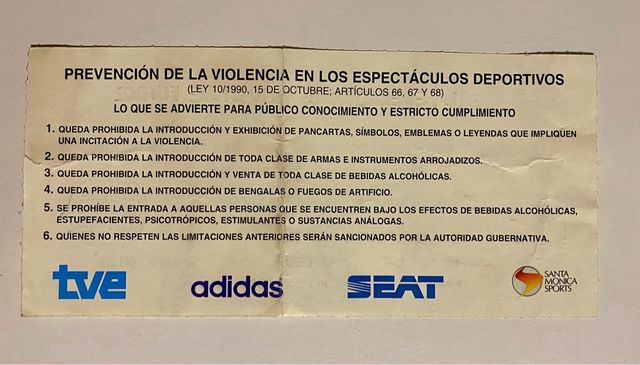 PREVENCIÓN DE LA VIOLENCIA EN LOS ESPECTÁCULOS DEPORTIVOS
(LEY 10/1990, 15 DE OCTUBRE; ARTÍCULOS 66, 67 Y 68)
LO QUE SE ADVIERTE PARA PÚBLICO CONOCIMIENTO Y ESTRICTO CUMPLIMIENTO
1. QUEDA PROHIBIDA LA INTRODUCCIÓN Y EXHIBICIÓN DE PANCARTAS, SÍMBOLOS, EMBLEMAS O LEYENDAS QUE IMPLIQUEN
UNA INCITACIÓN A LA VIOLENCIA.
2. QUEDA PROHIBIDA LA INTRODUCCIÓN DE TODA CLASE DE ARMAS E INSTRUMENTOS ARROJADIZOS.
3. QUEDA PROHIBIDA LA INTRODUCCIÓN Y VENTA DE TODA CLASE DE BEBIDAS ALCOHÓLICAS.
4. QUEDA PROHIBIDA LA INTRODUCCIÓN DE BENGALAS O FUEGOS DE ARTIFICIO.
5. SE PROHÍBE LA ENTRADA A AQUELLAS PERSONAS QUE SE ENCUENTREN BAJO LOS EFECTOS DE BEBIDAS ALCOHÓLICAS,
ESTUPEFACIENTES, PSICOTRÓPICOS, ESTIMULANTES O SUSTANCIAS ANÁLOGAS.
6. QUIENES NO RESPETEN LAS LIMITACIONES ANTERIORES SERÁN SANCIONADOS POR LA AUTORIDAD GUBERNATIVA.
tve
adidas
SEAT
SANTA
MONICA
SPORTS